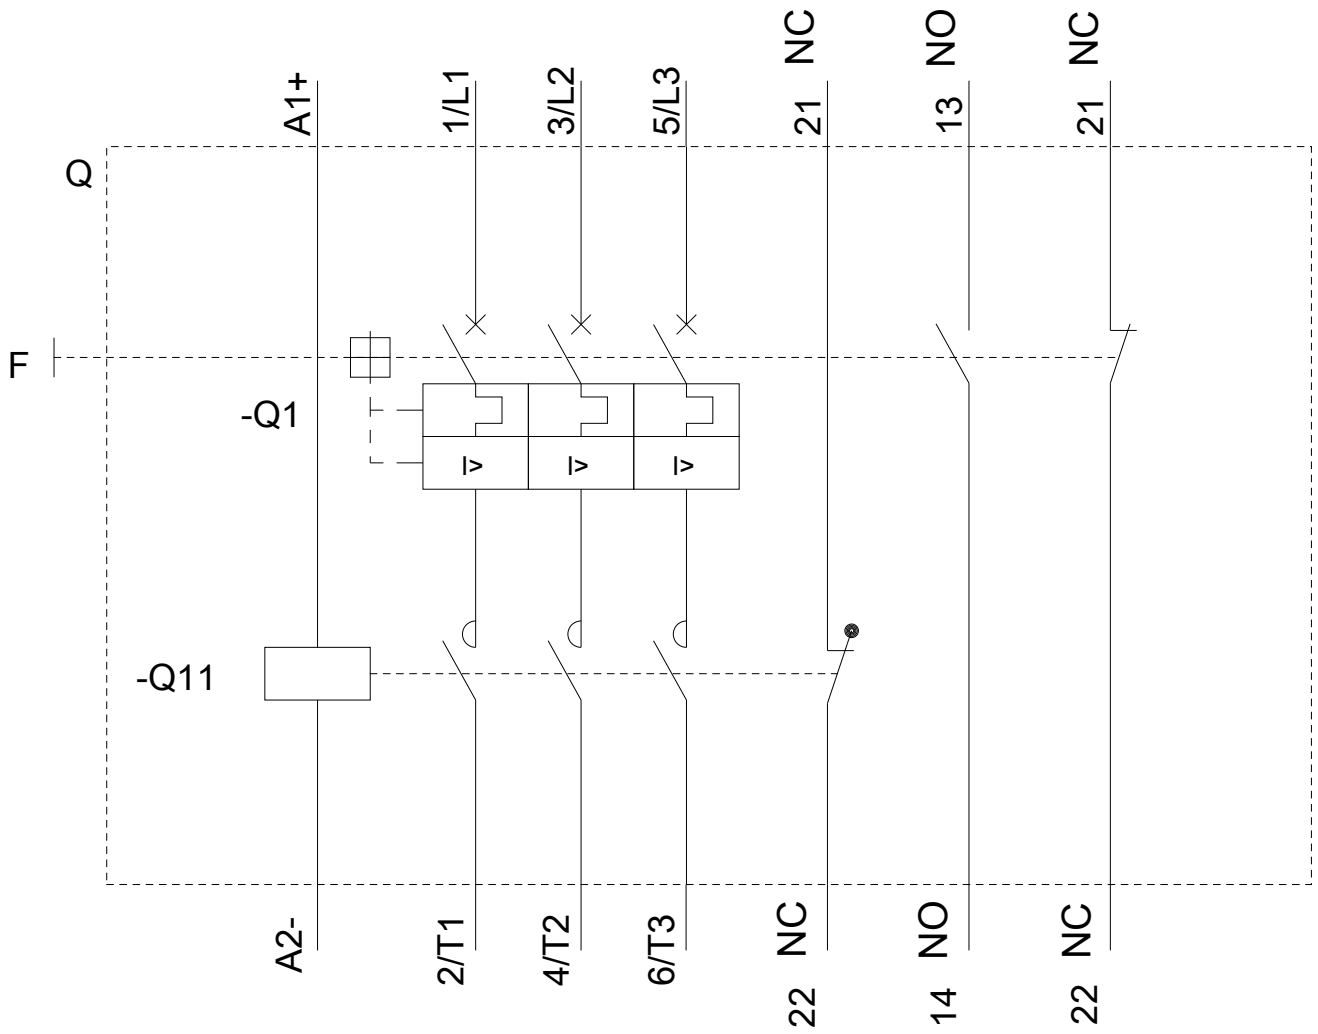 A1+
1/L1
3/L2
5/L3
21 NC
13 NO
21 NC
Q
F
-Q1
I>
I>
I>
-Q11
A2-
2/T1
4/T2
6/T3
22 NC
14 NO
22 NC